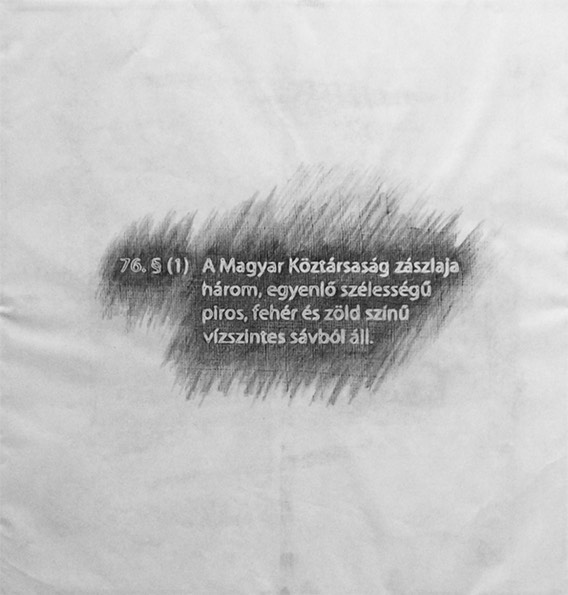 76. § (1) A Magyar Köztársaság zászlaja
három, egyenlő szélességű
piros, fehér és zöld színű
vízszintes sávból áll.